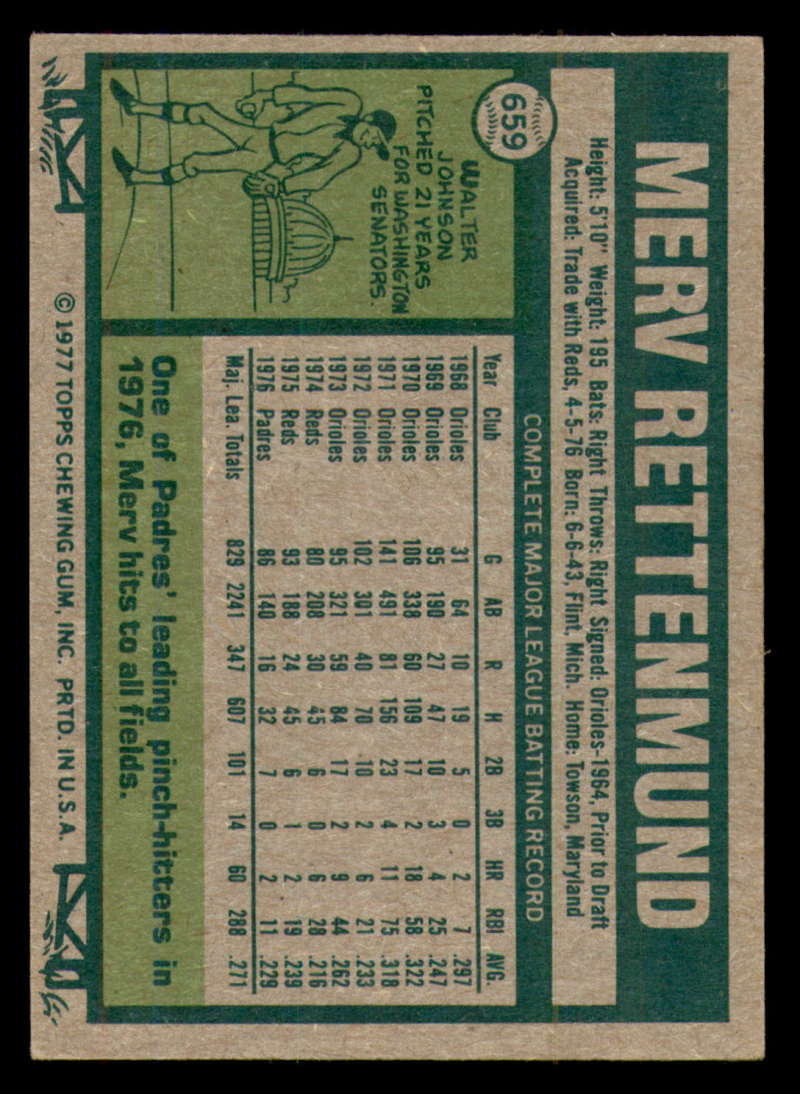 MERV RETTENMUND
Height: 5'10" Weight: 195 Bats: Right Throws: Right Signed: Orioles-1964, Prior to Draft
Acquired: Trade with Reds, 4-5-76 Born: 6-6-43, Flint, Mich. Home: Towson, Maryland
659
WALTER
JOHNSON
PITCHED 21 YEARS
FOR WASHINGTON
SENATORS.
COMPLETE MAJOR LEAGUE BATTING RECORD
Year Club G AB R H 2B 3B HR RBI AVG.
1968 Orioles 31 64 10 19 5 0 2 7 .297
1969 Orioles 95 190 27 47 10 3 4 25 .247
1970 Orioles 106 338 60 109 17 2 18 58 .322
1971 Orioles 141 491 81 156 23 4 11 75 .318
1972 Orioles 102 301 40 70 10 2 6 21 .233
1973 Orioles 95 321 59 84 17 2 9 44 .262
1974 Reds 80 208 30 45 6 0 6 28 .216
1975 Reds 93 188 24 45 6 1 2 19 .239
1976 Padres 86 140 16 32 7 0 2 11 .229
Maj. Lea. Totals 829 2241 347 607 101 14 60 288 .271
One of Padres' leading pinch-hitters in
1976, Merv hits to all fields.
© 1977 TOPPS CHEWING GUM, INC. PRTD. IN U.S.A.